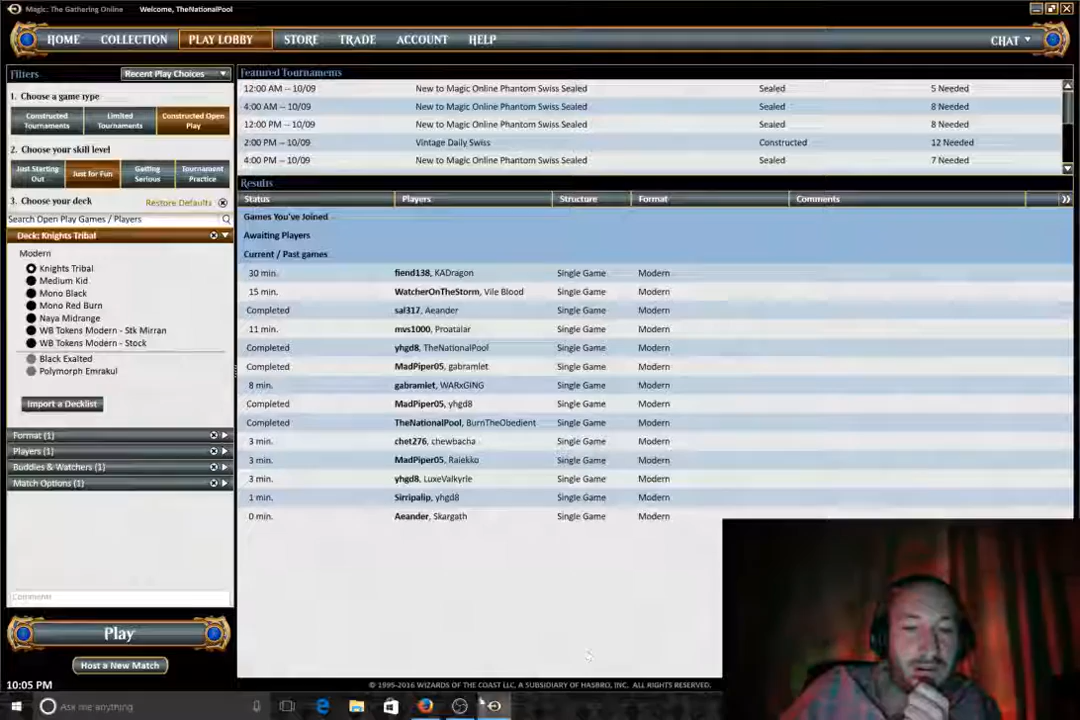 Magic: The Gathering Online Welcome, TheNationalPool
HOME COLLECTION PLAY LOBBY STORE TRADE ACCOUNT HELP CHAT
Filters Recent Play Choices
1. Choose a game type
Constructed Tournaments Limited Tournaments Constructed Open Play
2. Choose your skill level
Just Starting Out Just for Fun Getting Serious Tournament Practice
3. Choose your deck Restore Defaults
Search Open Play Games / Players
Deck: Knights Tribal
Modern
Knights Tribal
Medium Kid
Mono Black
Mono Red Burn
Naya Midrange
WB Tokens Modern - Stk Mirran
WB Tokens Modern - Stock
Black Exalted
Polymorph Emrakul
Import a Decklist
Format (1)
Players (1)
Buddies & Watchers (1)
Match Options (1)
Comments
Play
Host a New Match
Featured Tournaments
12:00 AM -- 10/09 New to Magic Online Phantom Swiss Sealed Sealed 5 Needed
4:00 AM -- 10/09 New to Magic Online Phantom Swiss Sealed Sealed 8 Needed
12:00 PM -- 10/09 New to Magic Online Phantom Swiss Sealed Sealed 8 Needed
2:00 PM -- 10/09 Vintage Daily Swiss Constructed 12 Needed
4:00 PM -- 10/09 New to Magic Online Phantom Swiss Sealed Sealed 7 Needed
Results
Status Players Structure Format Comments
Games You've Joined
Awaiting Players
Current / Past games
30 min. fiend138, KADragon Single Game Modern
15 min. WatcherOnTheStorm, Vile Blood Single Game Modern
Completed sal317, Aeander Single Game Modern
11 min. mvs1000, Proatalar Single Game Modern
Completed yhgd8, TheNationalPool Single Game Modern
Completed MadPiper05, gabramlet Single Game Modern
8 min. gabramlet, WARxGING Single Game Modern
Completed MadPiper05, yhgd8 Single Game Modern
Completed TheNationalPool, BurnTheObedient Single Game Modern
3 min. chet276, chewbacha Single Game Modern
3 min. MadPiper05, Raiekko Single Game Modern
3 min. yhgd8, LuxeValkyrie Single Game Modern
1 min. Sirripalip, yhgd8 Single Game Modern
0 min. Aeander, Skargath Single Game Modern
10:05 PM © 1995-2016 WIZARDS OF THE COAST LLC, A SUBSIDIARY OF HASBRO, INC. ALL RIGHTS RESERVED.
Ask me anything